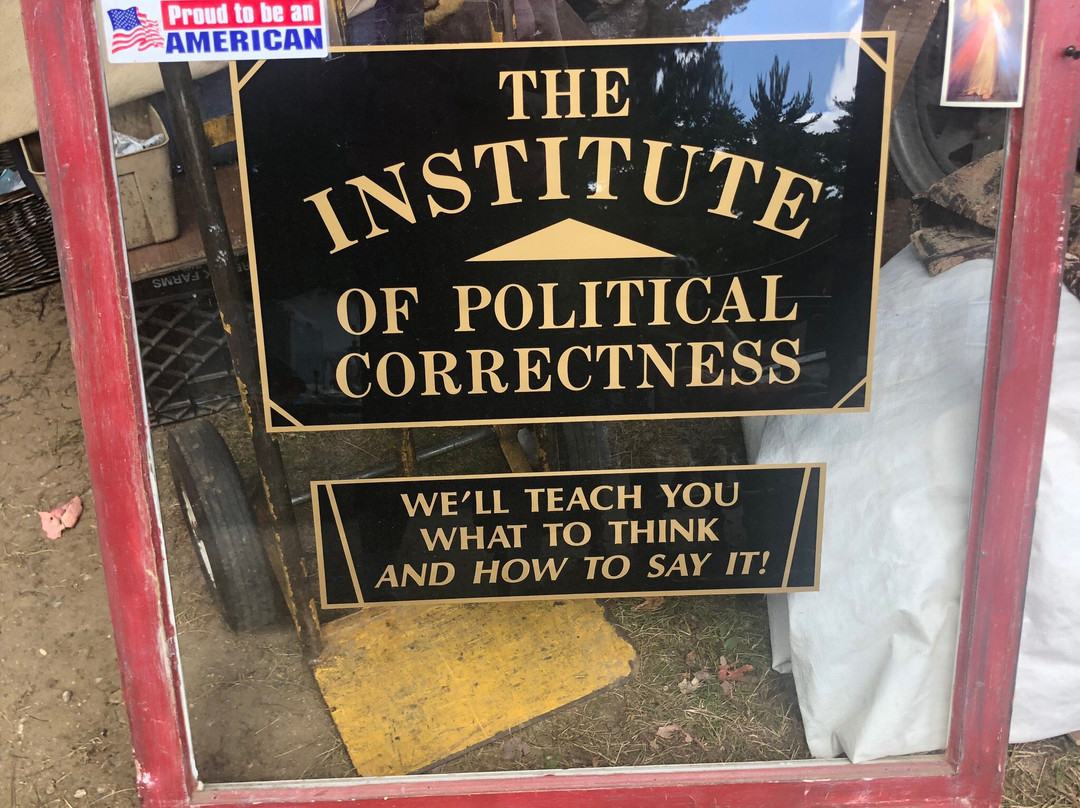 Proud to be an
AMERICAN
THE
INSTITUTE
OF POLITICAL
CORRECTNESS
FARMS
WE'LL TEACH YOU
WHAT TO THINK
AND HOW TO SAY IT!